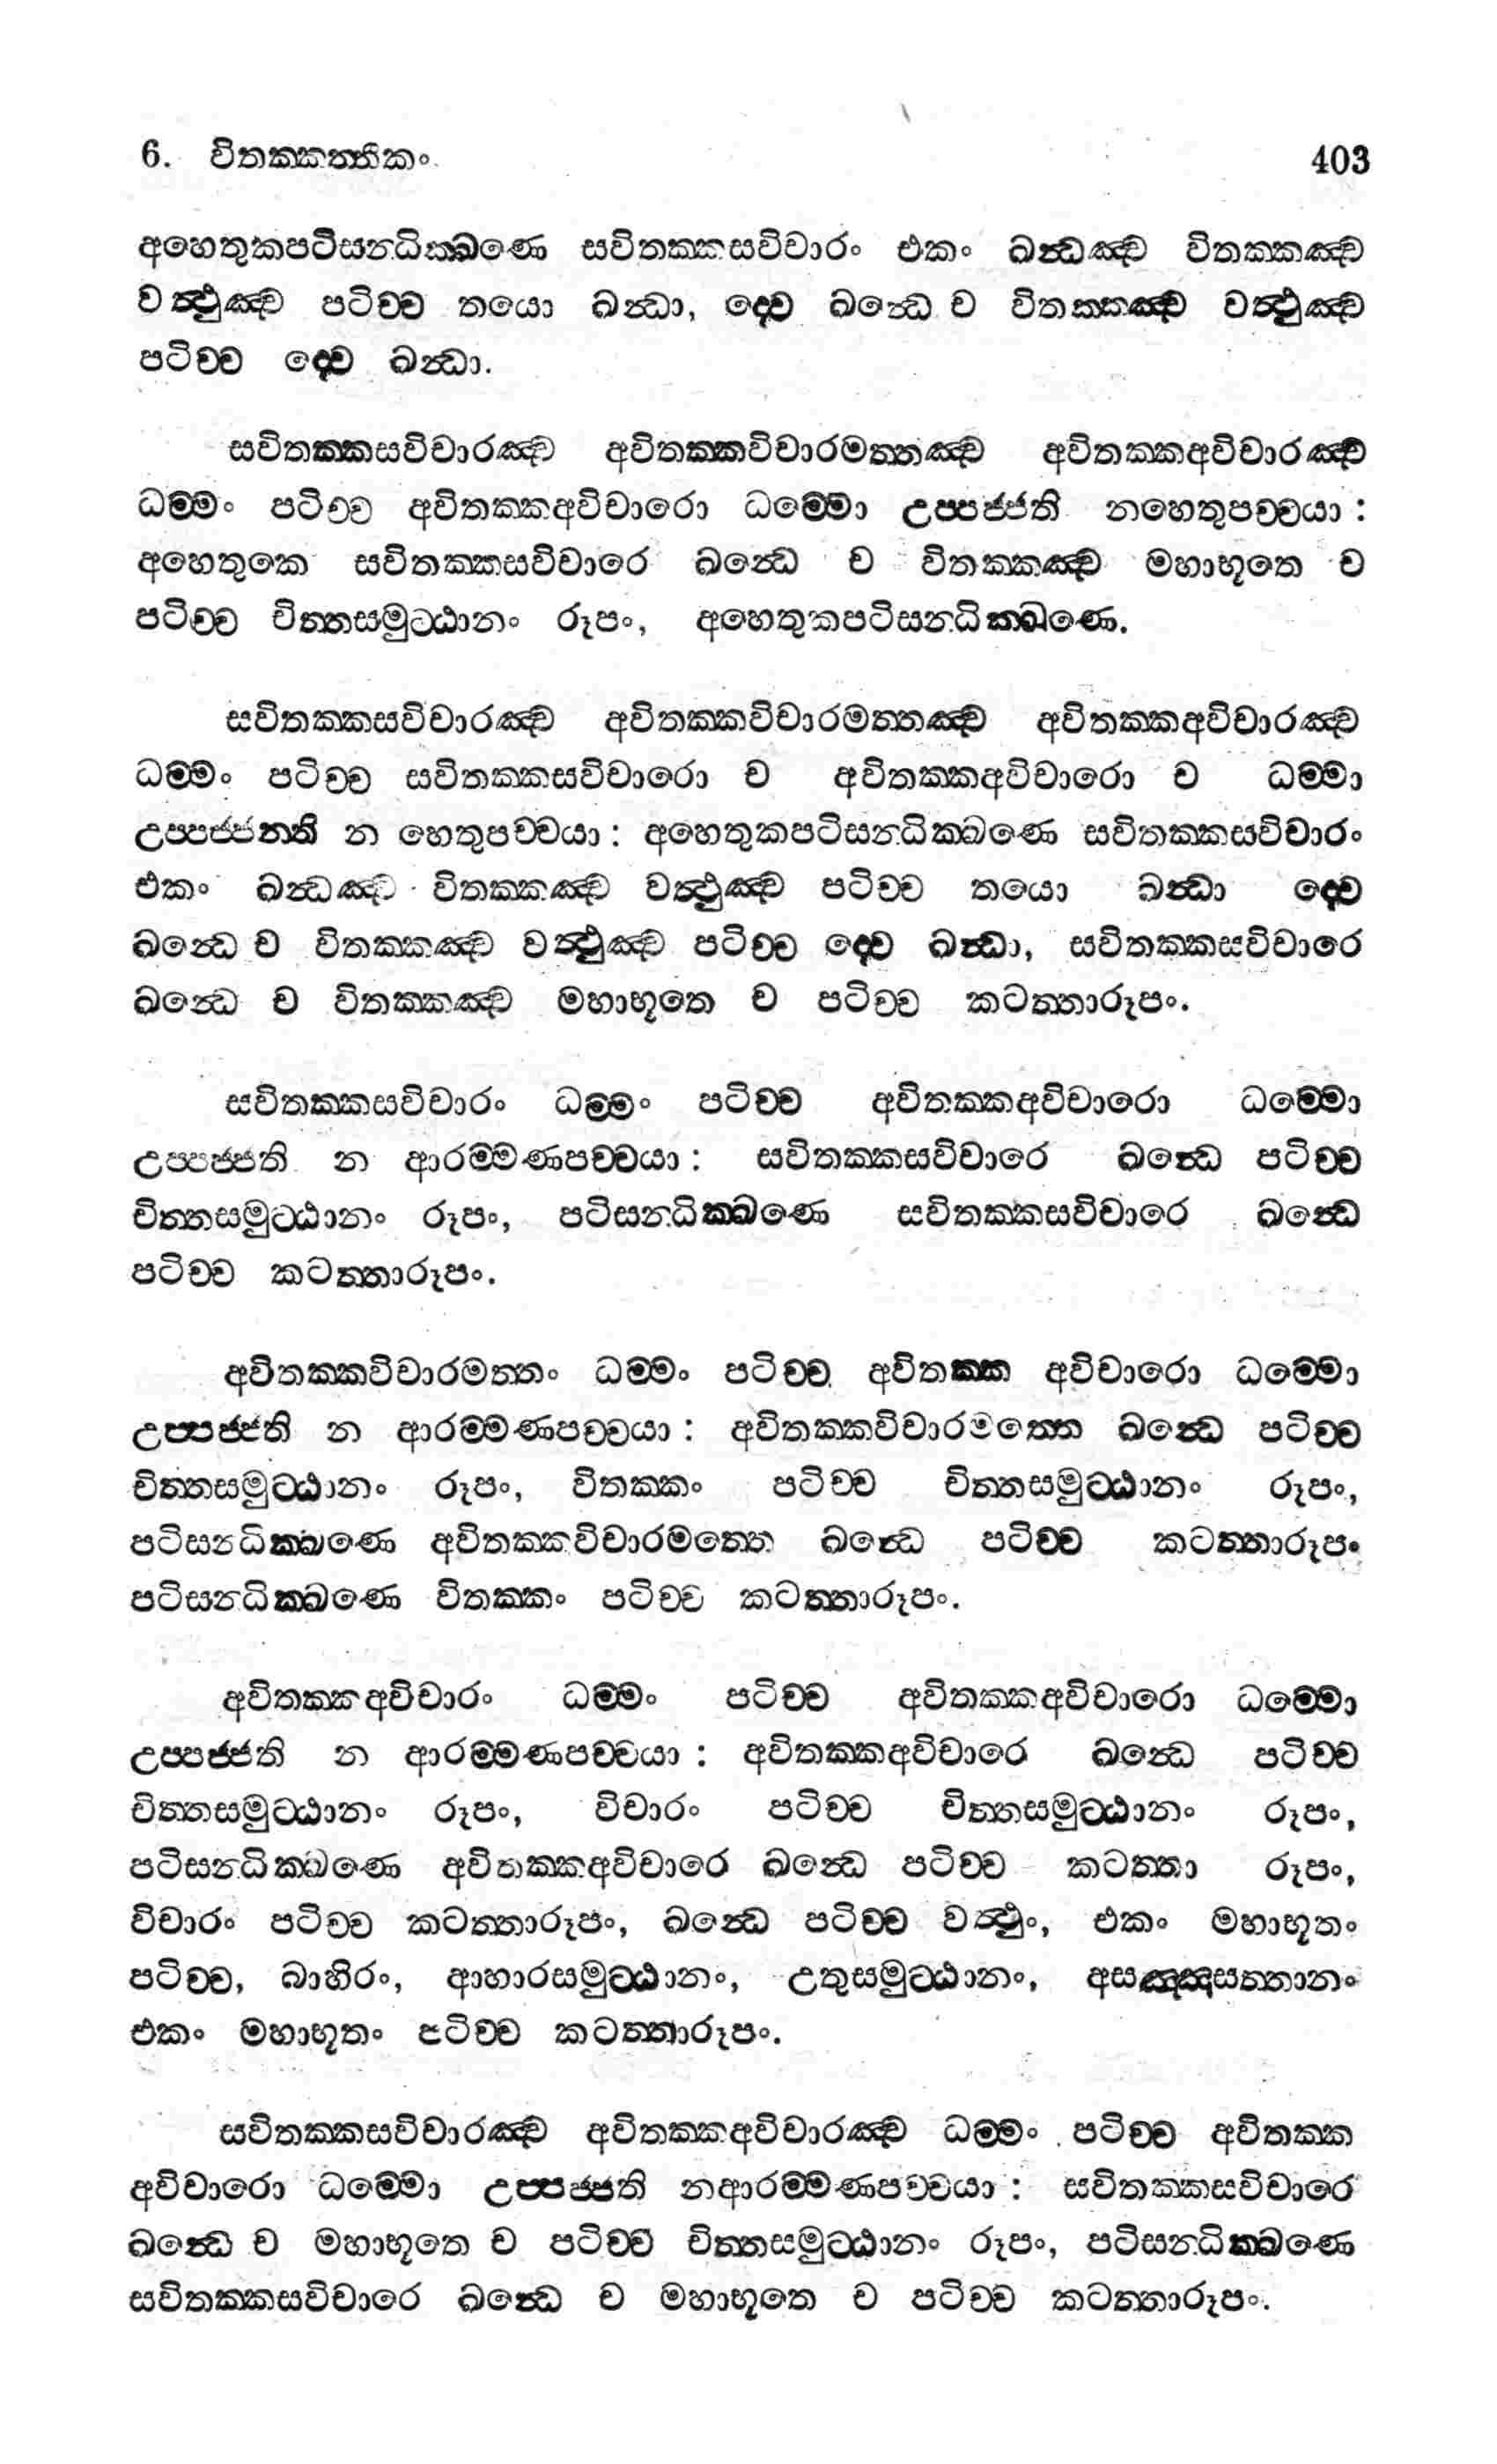 6. විතක්කත්තිකං 403
අහෙතුකපටිසන්ධික්ඛණෙ සවිතක්කසවිචාරං එකං ඛන්ධඤ්ච විතක්කඤ්ච
වත්ථුඤ්ච පටිච්ච තයො ඛන්ධා, ද්වෙ ඛන්ධෙ ච විතක්කඤ්ච වත්ථුඤ්ච
පටිච්ච ද්වෙ ඛන්ධා.
සවිතක්කසවිචාරඤ්ච අවිතක්කවිචාරමත්තඤ්ච අවිතක්කඅවිචාරඤ්ච
ධම්මං පටිච්ච අවිතක්කඅවිචාරො ධම්මො උප්පජ්ජති නහෙතුපච්චයා :
අහෙතුකෙ සවිතක්කසවිචාරෙ ඛන්ධෙ ච විතක්කඤ්ච මහාභූතෙ ච
පටිච්ච චිත්තසමුට්ඨානං රූපං, අහෙතුකපටිසන්ධික්ඛණෙ.
සවිතක්කසවිචාරඤ්ච අවිතක්කවිචාරමත්තඤ්ච අවිතක්කඅවිචාරඤ්ච
ධම්මං පටිච්ච සවිතක්කසවිචාරො ච අවිතක්කඅවිචාරො ච ධම්මා
උප්පජ්ජන්ති න හෙතුපච්චයා : අහෙතුකපටිසන්ධික්ඛණෙ සවිතක්කසවිචාරං
එකං ඛන්ධඤ්ච විතක්කඤ්ච වත්ථුඤ්ච පටිච්ච තයො ඛන්ධා ද්වෙ
ඛන්ධෙ ච විතක්කඤ්ච වත්ථුඤ්ච පටිච්ච ද්වෙ ඛන්ධා, සවිතක්කසවිචාරෙ
ඛන්ධෙ ච විතක්කඤ්ච මහාභූතෙ ච පටිච්ච කටත්තාරූපං.
සවිතක්කසවිචාරං ධම්මං පටිච්ච අවිතක්කඅවිචාරො ධම්මො
උප්පජ්ජති න ආරම්මණපච්චයා : සවිතක්කසවිචාරෙ ඛන්ධෙ පටිච්ච
චිත්තසමුට්ඨානං රූපං, පටිසන්ධික්ඛණෙ සවිතක්කසවිචාරෙ ඛන්ධෙ
පටිච්ච කටත්තාරූපං.
අවිතක්කවිචාරමත්තං ධම්මං පටිච්ච අවිතක්ක අවිචාරො ධම්මො
උප්පජ්ජති න ආරම්මණපච්චයා : අවිතක්කවිචාරමත්තෙ ඛන්ධෙ පටිච්ච
චිත්තසමුට්ඨානං රූපං, විතක්කං පටිච්ච චිත්තසමුට්ඨානං රූපං,
පටිසන්ධික්ඛණෙ අවිතක්කවිචාරමත්තෙ ඛන්ධෙ පටිච්ච කටත්තාරූපං
පටිසන්ධික්ඛණෙ විතක්කං පටිච්ච කටත්තාරූපං.
අවිතක්කඅවිචාරං ධම්මං පටිච්ච අවිතක්කඅවිචාරො ධම්මො
උප්පජ්ජති න ආරම්මණපච්චයා : අවිතක්කඅවිචාරෙ ඛන්ධෙ පටිච්ච
චිත්තසමුට්ඨානං රූපං, විචාරං පටිච්ච චිත්තසමුට්ඨානං රූපං,
පටිසන්ධික්ඛණෙ අවිතක්කඅවිචාරෙ ඛන්ධෙ පටිච්ච කටත්තා රූපං,
විචාරං පටිච්ච කටත්තාරූපං, ඛන්ධෙ පටිච්ච වත්ථුං, එකං මහාභූතං
පටිච්ච, බාහිරං, ආහාරසමුට්ඨානං, උතුසමුට්ඨානං, අසඤ්ඤසත්තානං
එකං මහාභූතං පටිච්ච කටත්තාරූපං.
සවිතක්කසවිචාරඤ්ච අවිතක්කඅවිචාරඤ්ච ධම්මං පටිච්ච අවිතක්ක
අවිචාරො ධම්මො උප්පජ්ජති නආරම්මණපච්චයා : සවිතක්කසවිචාරෙ
ඛන්ධෙ ච මහාභූතෙ ච පටිච්ච චිත්තසමුට්ඨානං රූපං, පටිසන්ධික්ඛණෙ
සවිතක්කසවිචාරෙ ඛන්ධෙ ච මහාභූතෙ ච පටිච්ච කටත්තාරූපං.